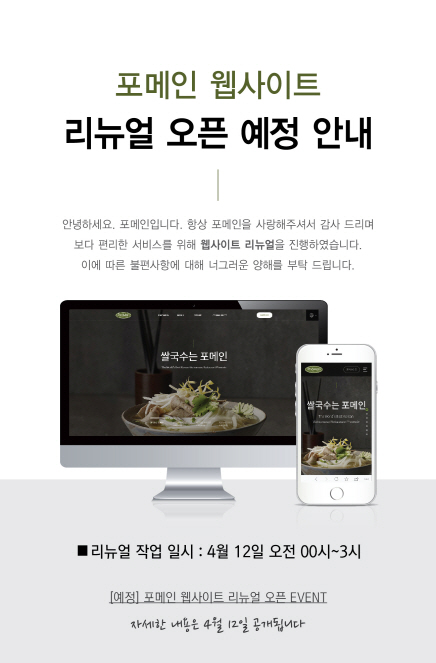 포메인 웹사이트
리뉴얼 오픈 예정 안내
안녕하세요. 포메인입니다. 항상 포메인을 사랑해주셔서 감사 드리며
보다 편리한 서비스를 위해 웹사이트 리뉴얼을 진행하였습니다.
이에 따른 불편사항에 대해 너그러운 양해를 부탁 드립니다.
쌀국수는 포메인
쌀국수는 포메인
■ 리뉴얼 작업 일시 : 4월 12일 오전 00시~3시
[예정] 포메인 웹사이트 리뉴얼 오픈 EVENT
자세한 내용은 4월 12일 공개됩니다